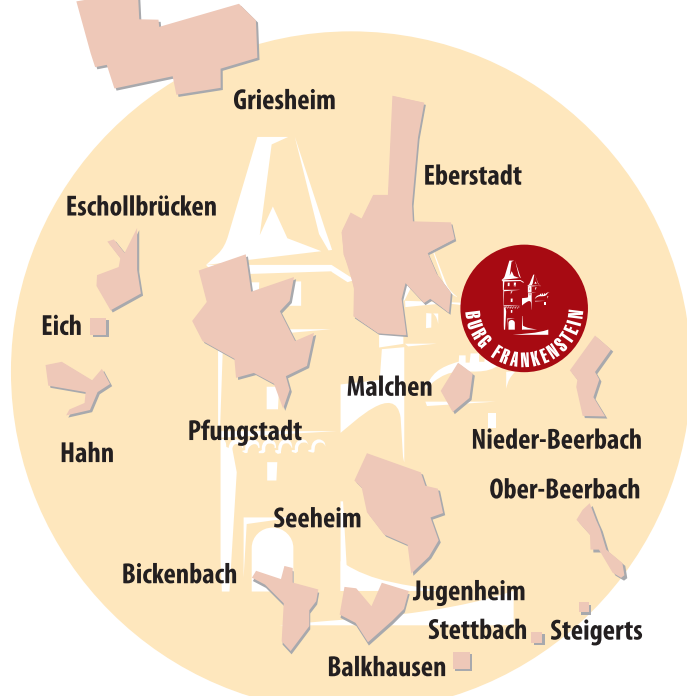 Griesheim
Eberstadt
Eschollbrücken
BURG FRANKENSTEIN
Eich
Malchen
Pfungstadt
Nieder-Beerbach
Hahn
Ober-Beerbach
Seeheim
Bickenbach
Jugenheim
Stettbach
Steigerts
Balkhausen